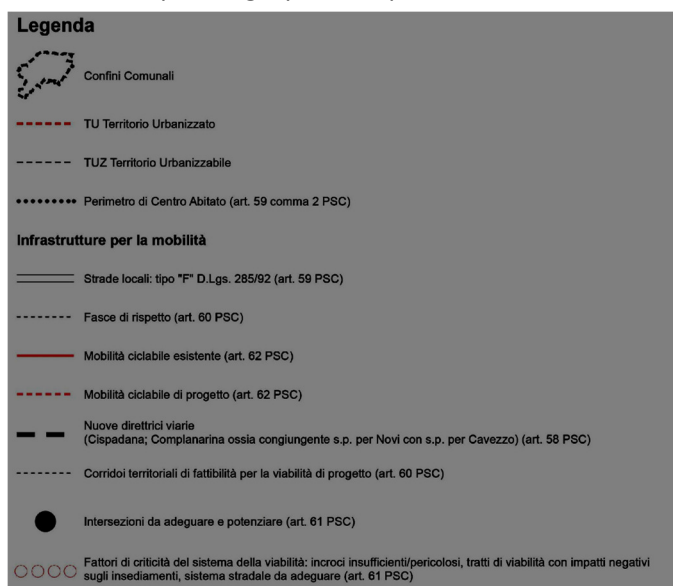 Legenda
Confini Comunali
TU Territorio Urbanizzato
TUZ Territorio Urbanizzabile
Perimetro di Centro Abitato (art. 59 comma 2 PSC)
Infrastrutture per la mobilità
Strade locali: tipo "F" D.Lgs. 285/92 (art. 59 PSC)
Fasce di rispetto (art. 60 PSC)
Mobilità ciclabile esistente (art. 62 PSC)
Mobilità ciclabile di progetto (art. 62 PSC)
Nuove direttrici viarie
(Cispadana; Complanarina ossia congiungente s.p. per Novi con s.p. per Cavezzo) (art. 58 PSC)
Corridoi territoriali di fattibilità per la viabilità di progetto (art. 60 PSC)
Intersezioni da adeguare e potenziare (art. 61 PSC)
Fattori di criticità del sistema della viabilità: incroci insufficienti/pericolosi, tratti di viabilità con impatti negativi
sugli insediamenti, sistema stradale da adeguare (art. 61 PSC)